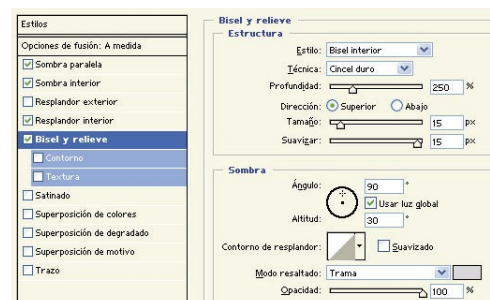 Estilos
Opciones de fusión: A medida
Sombra paralela
Sombra interior
Resplandor exterior
Resplandor interior
Bisel y relieve
Contorno
Textura
Satinado
Superposición de colores
Superposición de degradado
Superposición de motivo
Trazo
Bisel y relieve
Estructura
Estilo: Bisel interior
Técnica: Cincel duro
Profundidad: 250 %
Dirección: Superior Abajo
Tamaño: 15 px
Suavizar: 15 px
Sombra
Ángulo: 90 °
Usar luz global
Altitud: 30 °
Contorno de resplandor: Suavizado
Modo resaltado: Trama
Opacidad: 100 %